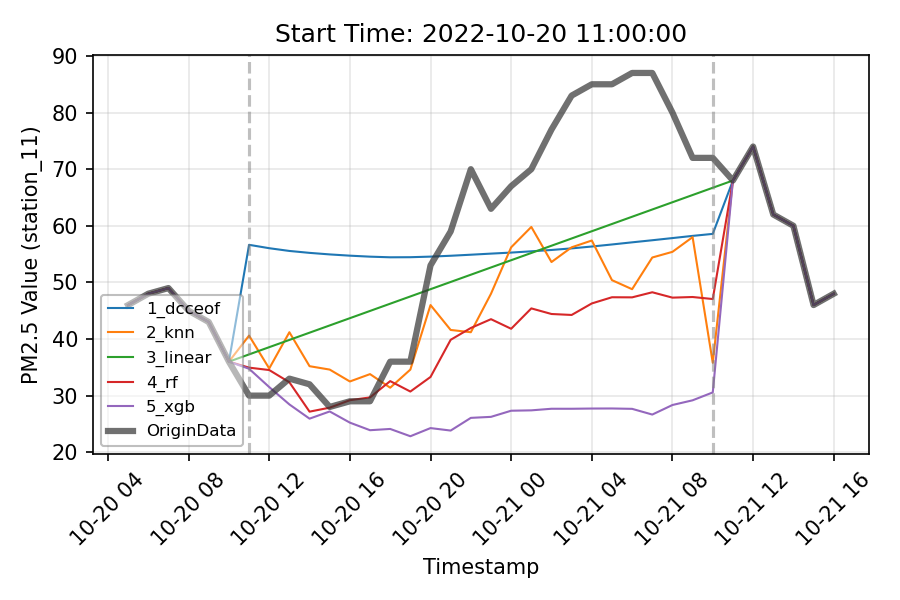 Start Time: 2022-10-20 11:00:00
PM2.5 Value (station_11)
90
80
70
60
50
40
30
20
1_dcceof
2_knn
3_linear
4_rf
5_xgb
OriginData
10-20 04
10-20 08
10-20 12
10-20 16
10-20 20
10-21 00
10-21 04
10-21 08
10-21 12
10-21 16
Timestamp